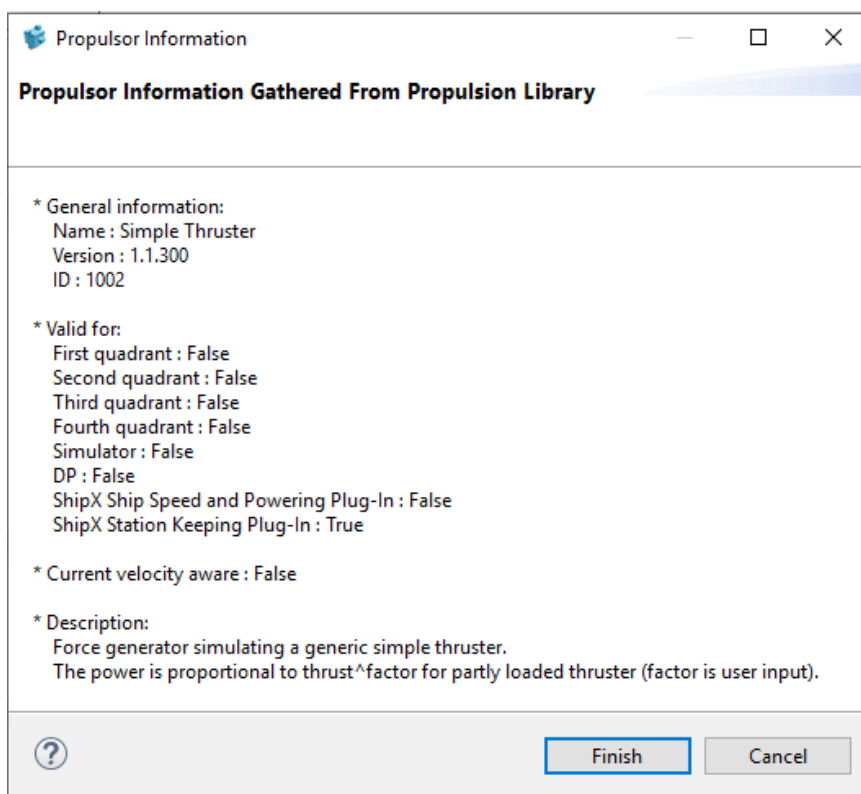 Propulsor Information
Propulsor Information Gathered From Propulsion Library
* General information:
Name : Simple Thruster
Version : 1.1.300
ID : 1002
* Valid for:
First quadrant : False
Second quadrant : False
Third quadrant : False
Fourth quadrant : False
Simulator : False
DP : False
ShipX Ship Speed and Powering Plug-In : False
ShipX Station Keeping Plug-In : True
* Current velocity aware : False
* Description:
Force generator simulating a generic simple thruster.
The power is proportional to thrust^factor for partly loaded thruster (factor is user input).
?
Finish
Cancel